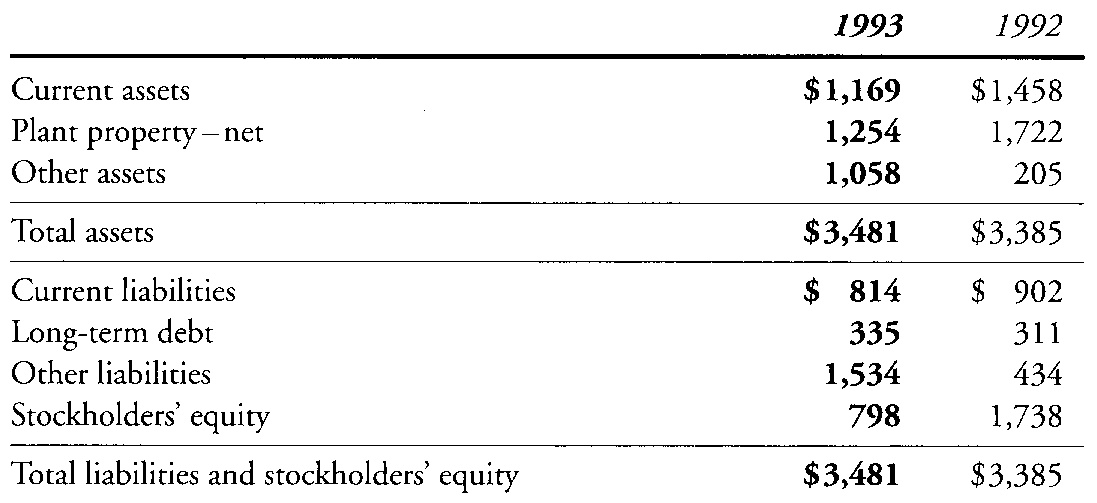 1993 1992
Current assets $1,169 $1,458
Plant property–net 1,254 1,722
Other assets 1,058 205
Total assets $3,481 $3,385
Current liabilities $ 814 $ 902
Long-term debt 335 311
Other liabilities 1,534 434
Stockholders' equity 798 1,738
Total liabilities and stockholders' equity $3,481 $3,385